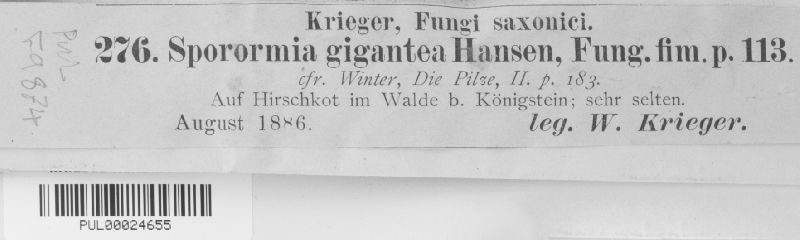 Krieger, Fungi saxonici.
276. Sporormia gigantea Hansen, Fung. fim. p. 113.
cfr. Winter, Die Pilze, II. p. 183.
Auf Hirschkot im Walde b. Königstein; sehr selten.
August 1886.
leg. W. Krieger.
PUL
F9874
PUL00024655